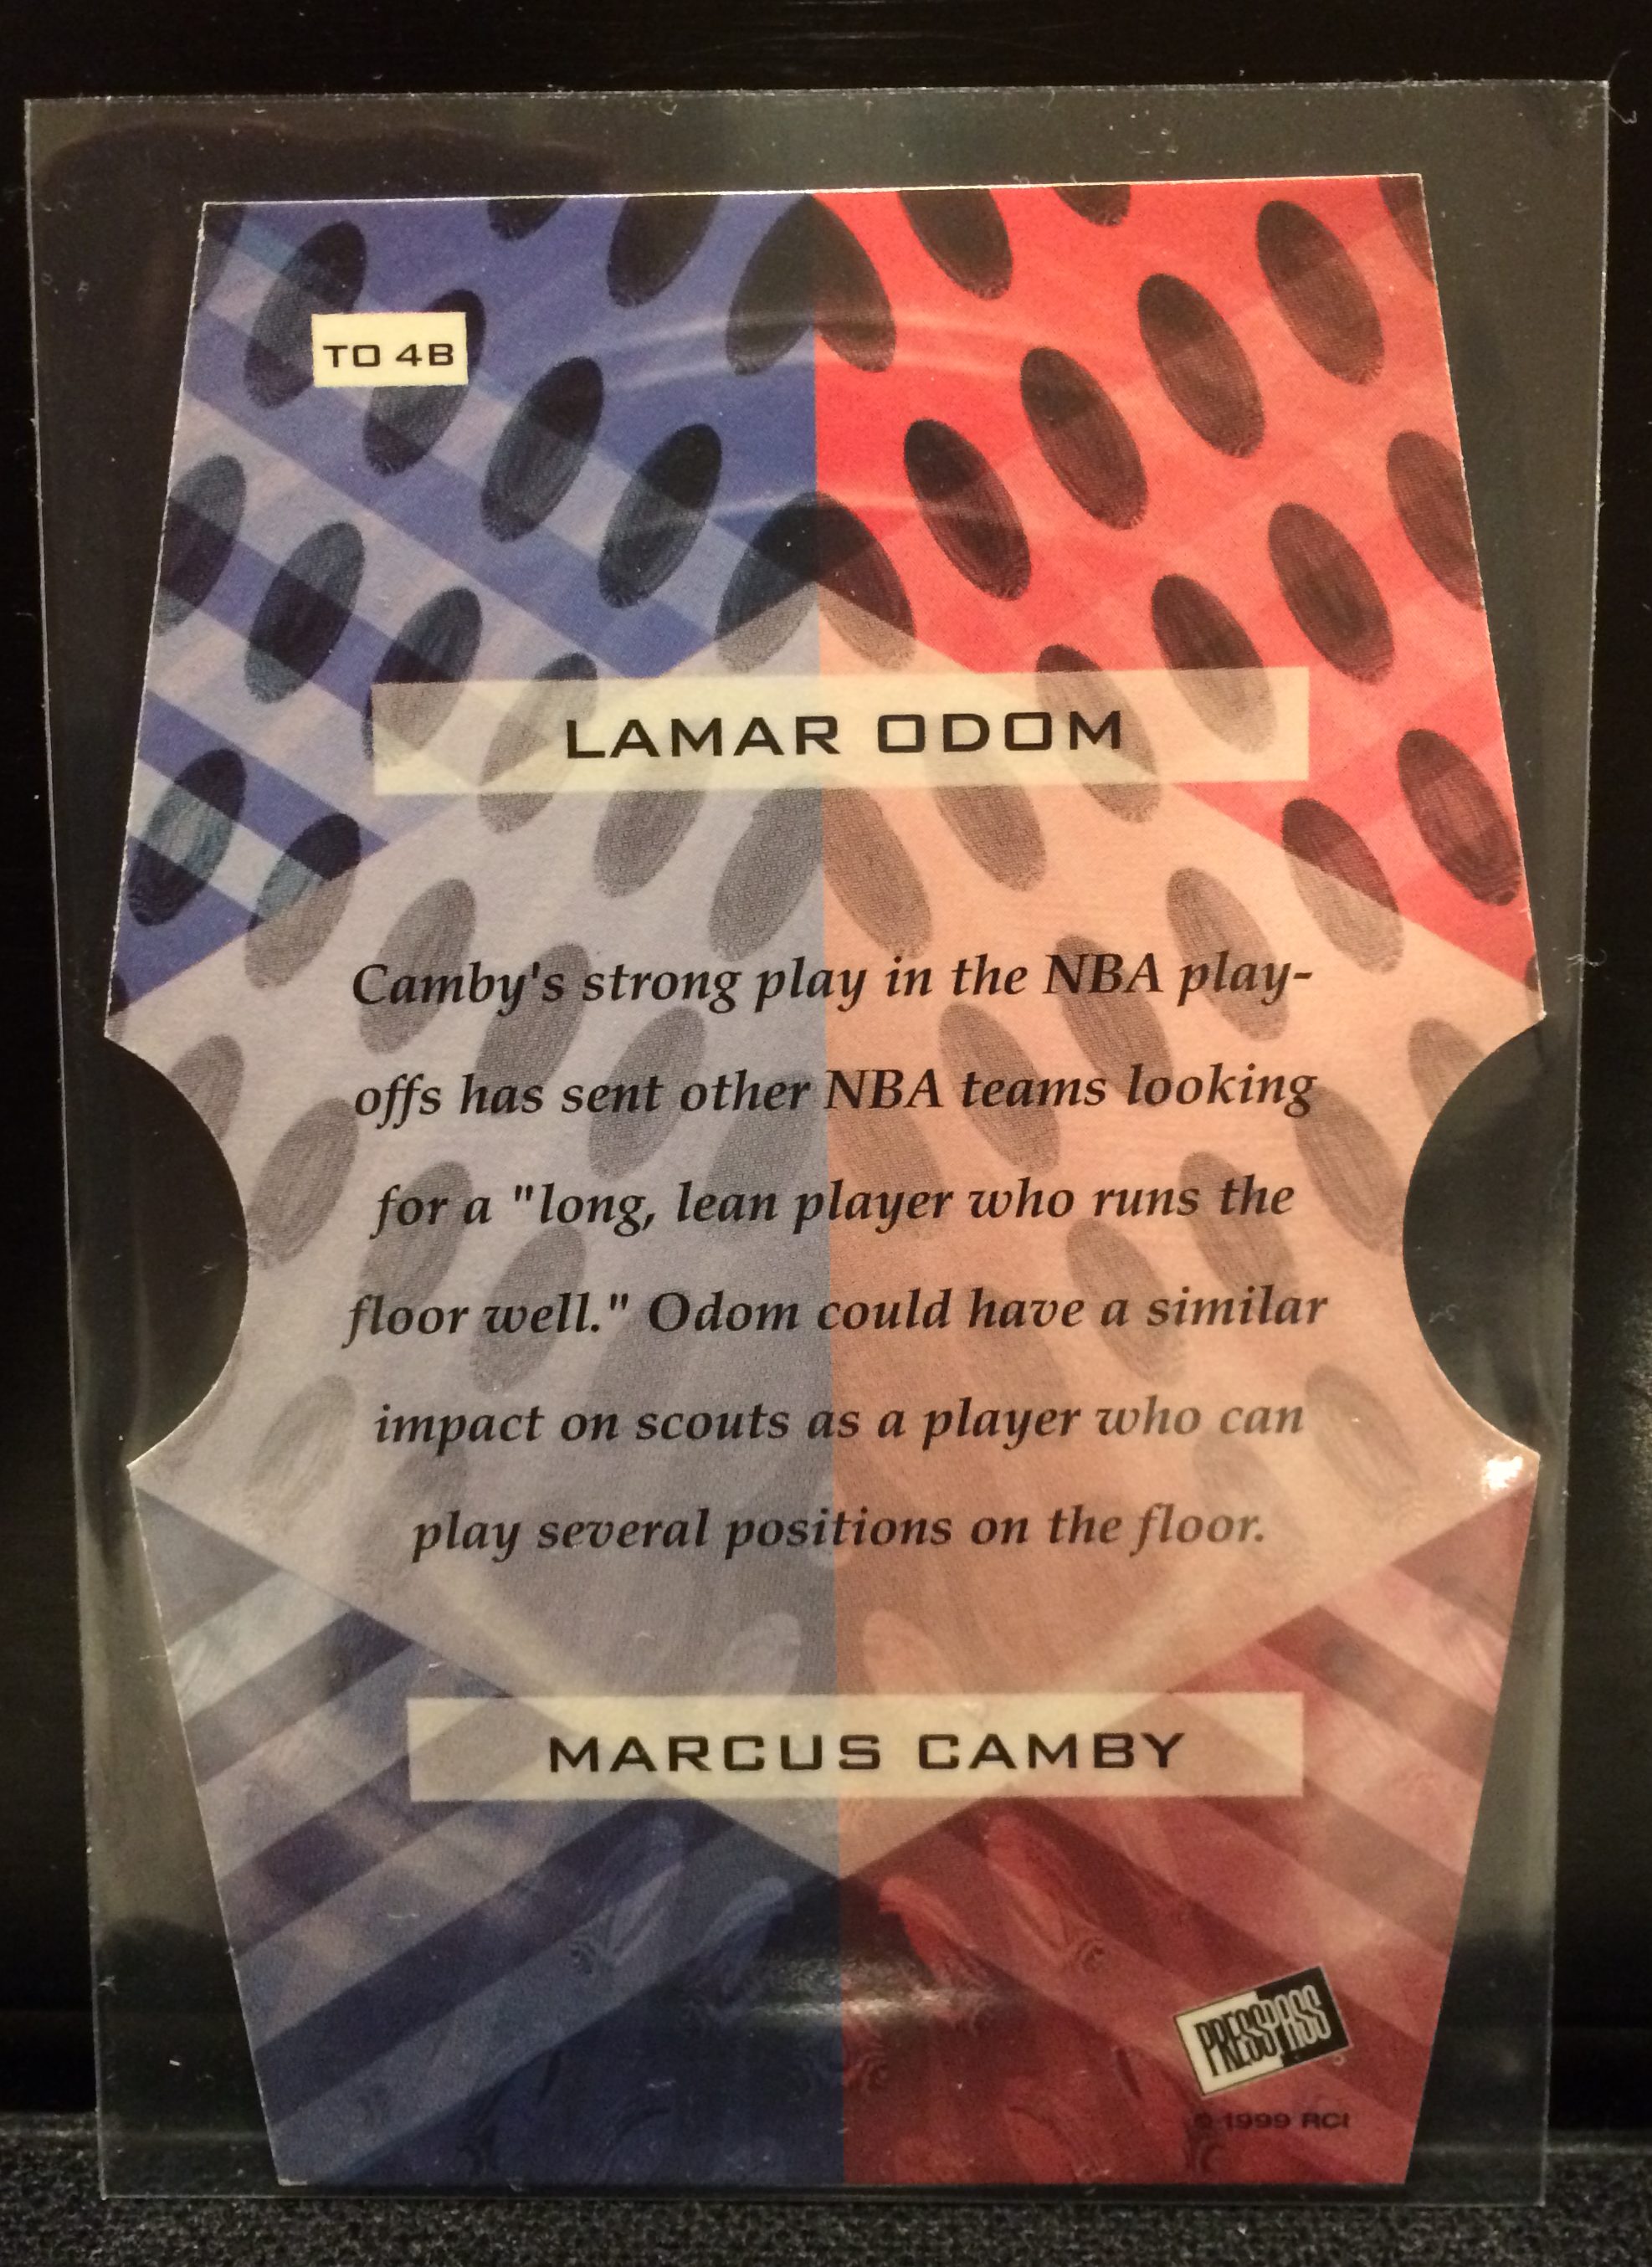 TO 4B
LAMAR ODOM
Camby's strong play in the NBA play-
offs has sent other NBA teams looking
for a "long, lean player who runs the
floor well." Odom could have a similar
impact on scouts as a player who can
play several positions on the floor.
MARCUS CAMBY
PRESS PASS
© 1999 RCI